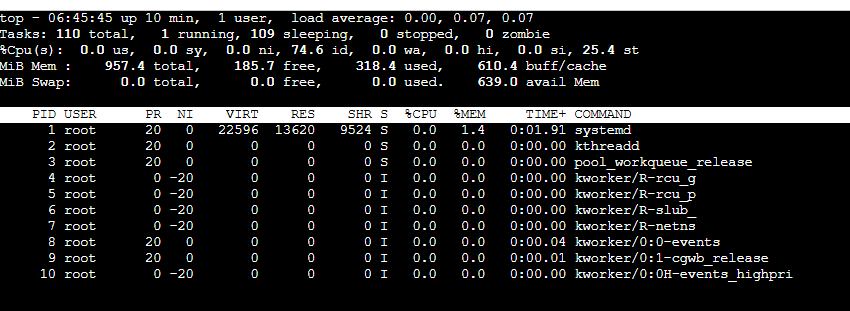 top - 06:45:45 up 10 min,  1 user,  load average: 0.00, 0.07, 0.07
Tasks: 110 total,   1 running, 109 sleeping,   0 stopped,   0 zombie
%Cpu(s):  0.0 us,  0.0 sy,  0.0 ni, 74.6 id,  0.0 wa,  0.0 hi,  0.0 si, 25.4 st
MiB Mem :    957.4 total,    185.7 free,    318.4 used,    610.4 buff/cache
MiB Swap:      0.0 total,      0.0 free,      0.0 used.    639.0 avail Mem
    PID USER      PR  NI    VIRT    RES    SHR S  %CPU  %MEM     TIME+ COMMAND
      1 root      20   0   22596  13620   9524 S   0.0   1.4   0:01.91 systemd
      2 root      20   0       0      0      0 S   0.0   0.0   0:00.00 kthreadd
      3 root      20   0       0      0      0 S   0.0   0.0   0:00.00 pool_workqueue_release
      4 root       0 -20       0      0      0 I   0.0   0.0   0:00.00 kworker/R-rcu_g
      5 root       0 -20       0      0      0 I   0.0   0.0   0:00.00 kworker/R-rcu_p
      6 root       0 -20       0      0      0 I   0.0   0.0   0:00.00 kworker/R-slub_
      7 root       0 -20       0      0      0 I   0.0   0.0   0:00.00 kworker/R-netns
      8 root      20   0       0      0      0 I   0.0   0.0   0:00.04 kworker/0:0-events
      9 root      20   0       0      0      0 I   0.0   0.0   0:00.01 kworker/0:1-cgwb_release
     10 root       0 -20       0      0      0 I   0.0   0.0   0:00.00 kworker/0:0H-events_highpri